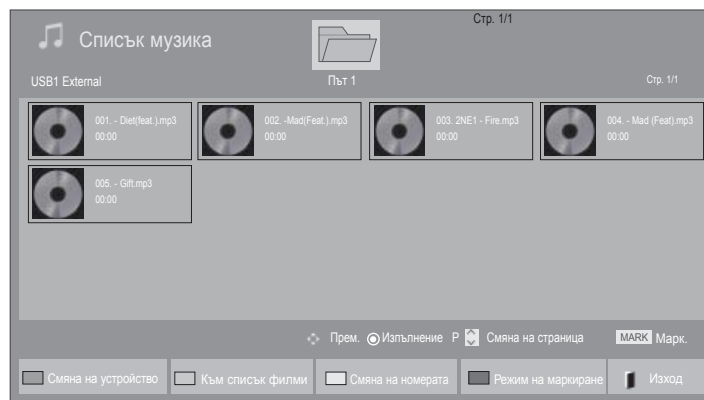 Стр. 1/1
Списък музика
USB1 External
Път 1
Стр. 1/1
001. - Diet(feat.).mp3
00:00
002. -Mad(Feat.).mp3
00:00
003. 2NE1 - Fire.mp3
00:00
004. - Mad (Feat).mp3
00:00
005. - Gift.mp3
00:00
Прем. Изпълнение P Смяна на страница MARK Марк.
Смяна на устройство Към списък филми Смяна на номерата Режим на маркиране Изход